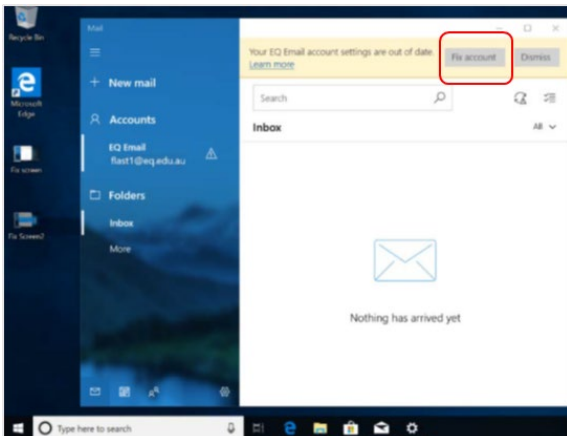 Recycle Bin
Microsoft
Edge
Fix screen
Fix Screen2
Mail
New mail
Accounts
EQ Email
flast1@eq.edu.au
Folders
Inbox
More
Your EQ Email account settings are out of date.
Learn more
Fix account
Dismiss
Search
Inbox
All
Nothing has arrived yet
Type here to search